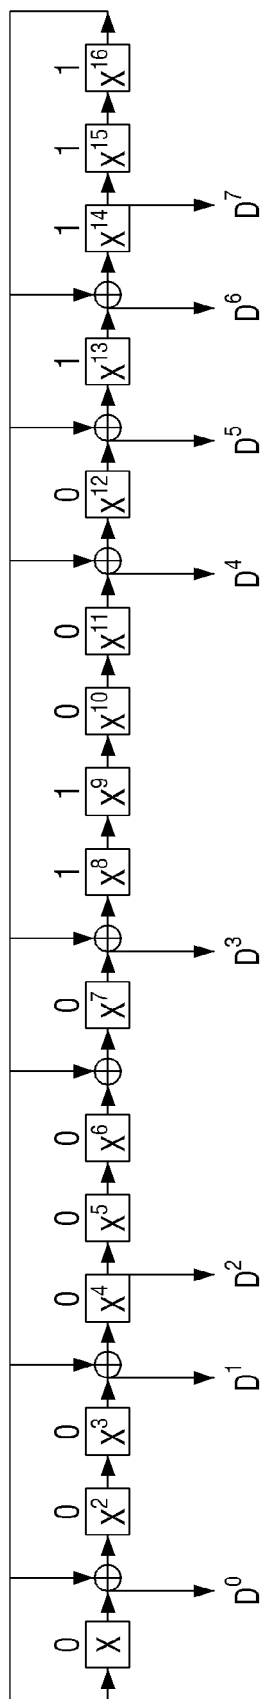 0 0 0 0 0 0 0 1 1 0 0 0 1 1 1 1
X X² X³ X⁴ X⁵ X⁶ X⁷ X⁸ X⁹ X¹⁰ X¹¹ X¹² X¹³ X¹⁴ X¹⁵ X¹⁶
D⁰ D¹ D² D³ D⁴ D⁵ D⁶ D⁷